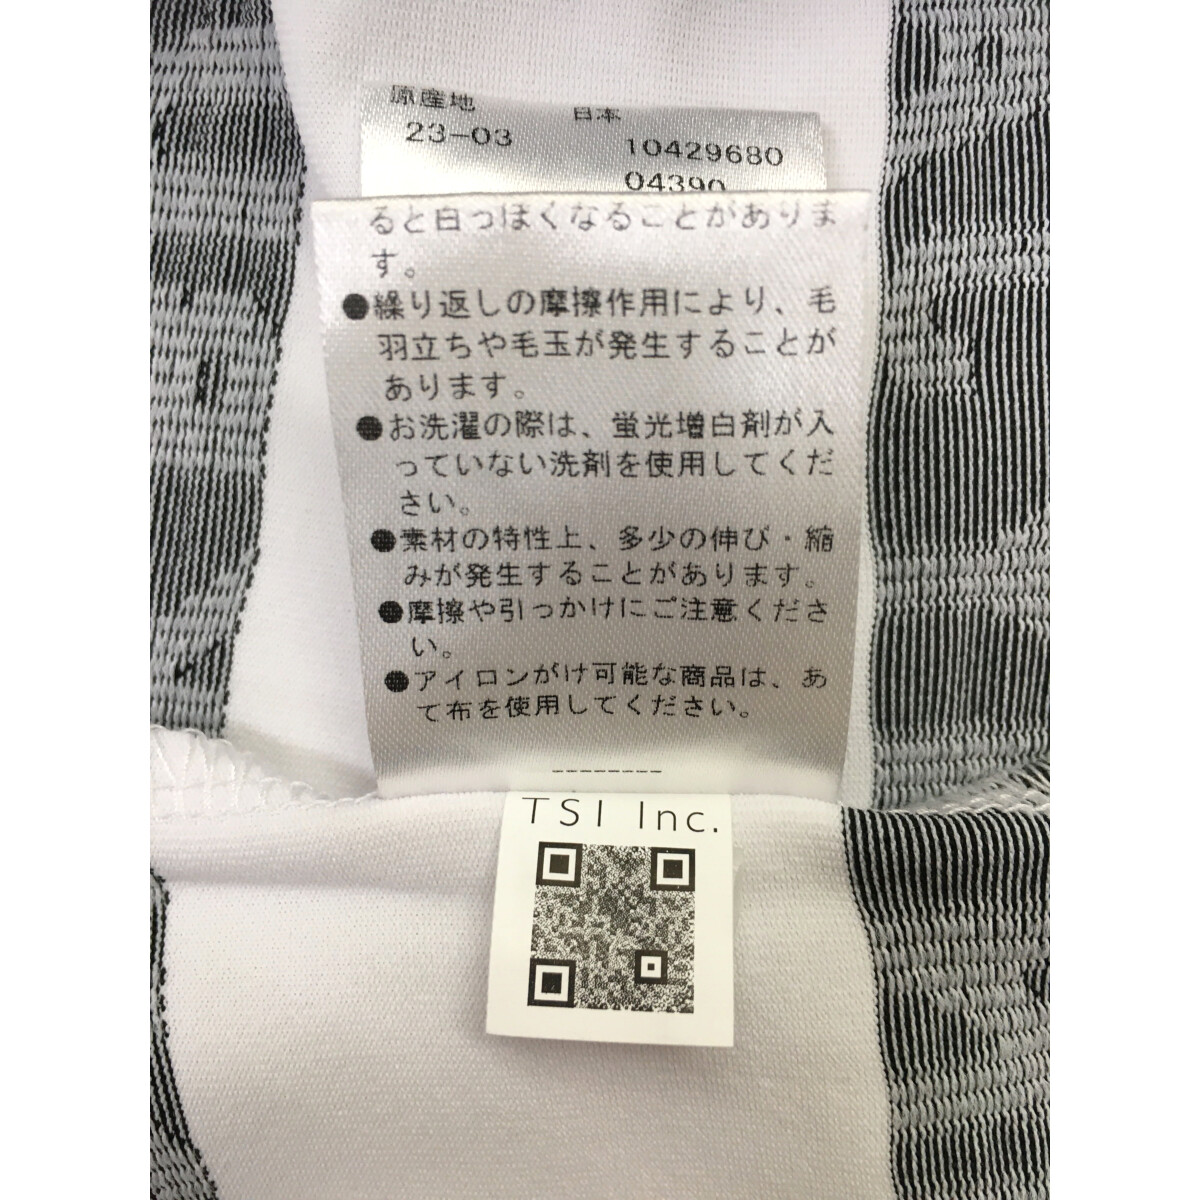 原産地 日本
23-03 10429680
04390
ると白っぽくなることがありま
す。
●繰り返しの摩擦作用により、毛
羽立ちや毛玉が発生することが
あります。
●お洗濯の際は、蛍光増白剤が入
っていない洗剤を使用してくだ
さい。
●素材の特性上、多少の伸び・縮
みが発生することがあります。
●摩擦や引っかけにご注意くださ
い。
●アイロンがけ可能な商品は、あ
て布を使用してください。
--------
TSI Inc.